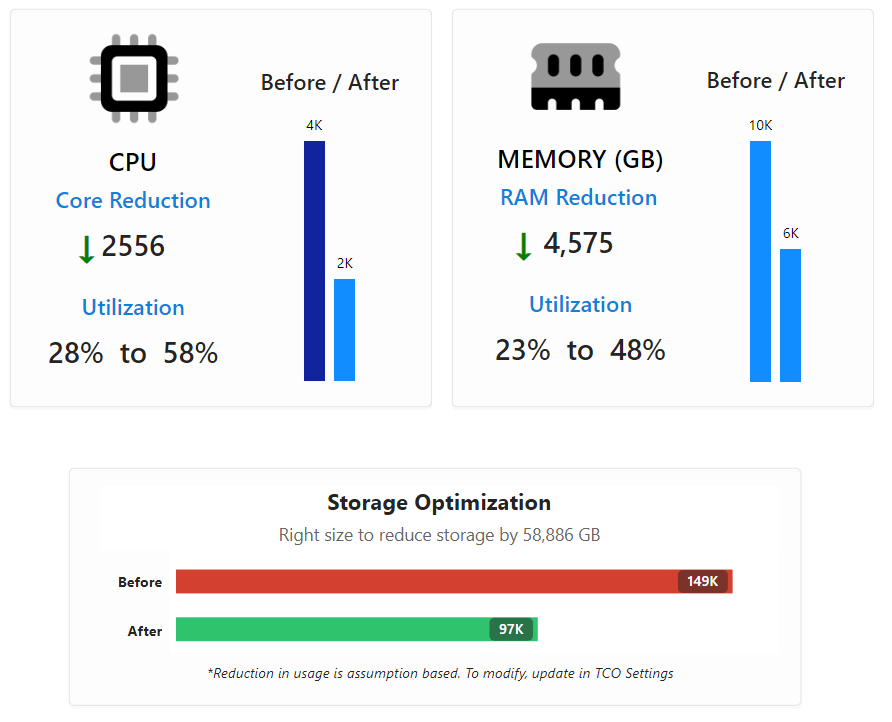 CPU
Core Reduction
↓2556
Utilization
28% to 58%
Before / After
4K
2K
MEMORY (GB)
RAM Reduction
↓ 4,575
Utilization
23% to 48%
Before / After
10K
6K
Storage Optimization
Right size to reduce storage by 58,886 GB
Before 149K
After 97K
*Reduction in usage is assumption based. To modify, update in TCO Settings